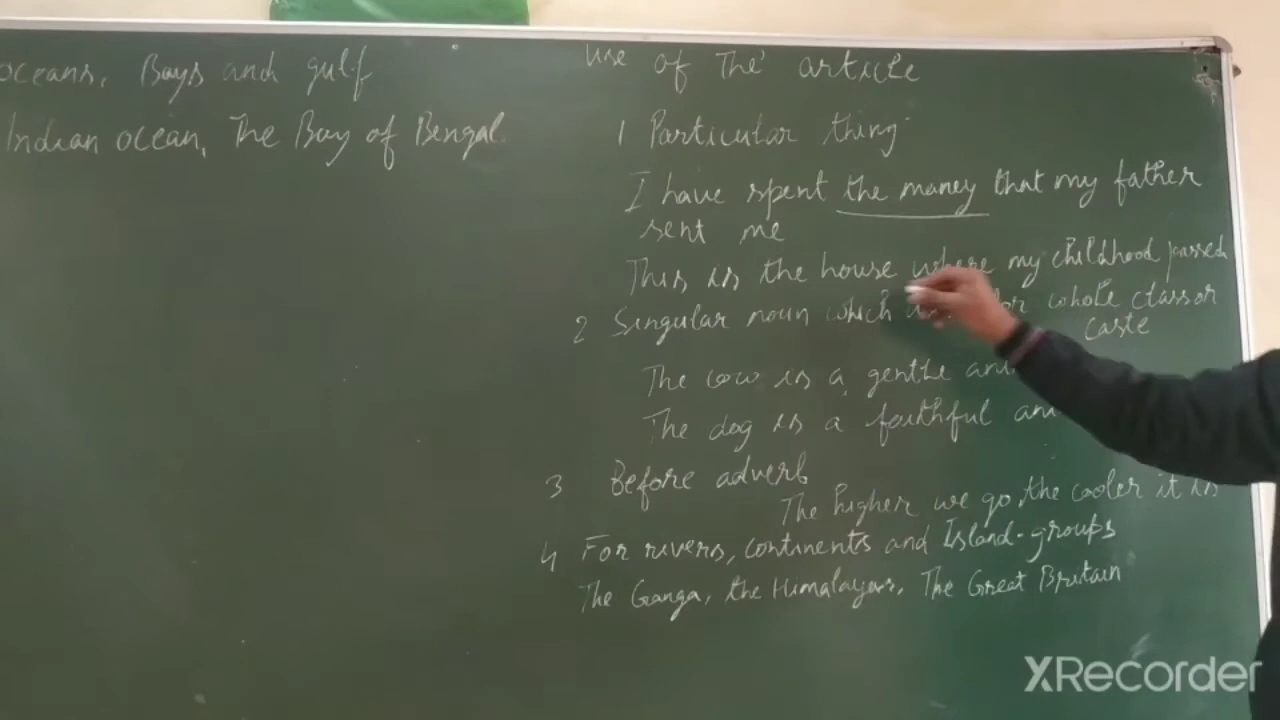 oceans, Bays and gulf
Indian ocean, The Bay of Bengal
use of 'The' article
1 Particular thing
I have spent the maney that my father
sent me
This is the house where my childhood passed
2 Singular noun which for whole class or
caste
The cow is a gentle
The dog is a faithful
3 Before adverb
The higher we go, the cooler it is
4 For rivers, continents and Island-groups
The Ganga, the Himalayas, The Great Britain
XRecorder